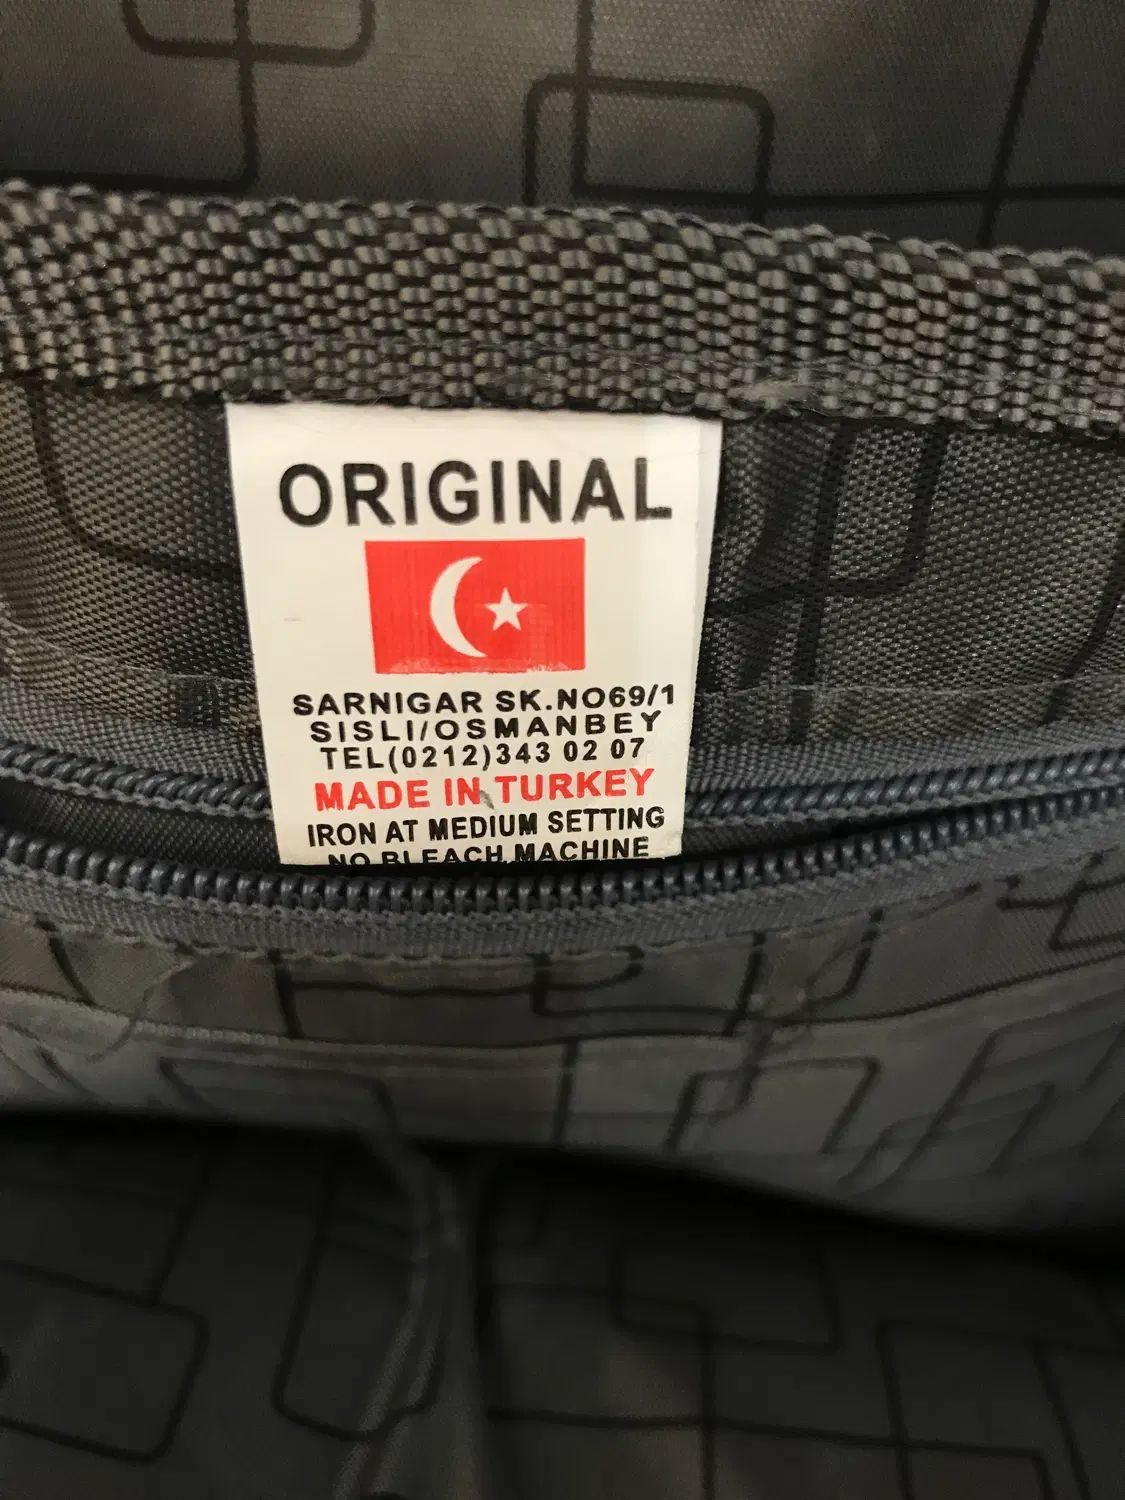 ORIGINAL
SARNIGAR SK.NO69/1
SISLI/OSMANBEY
TEL(0212)343 02 07
MADE IN TURKEY
IRON AT MEDIUM SETTING
NO BLEACH MACHINE